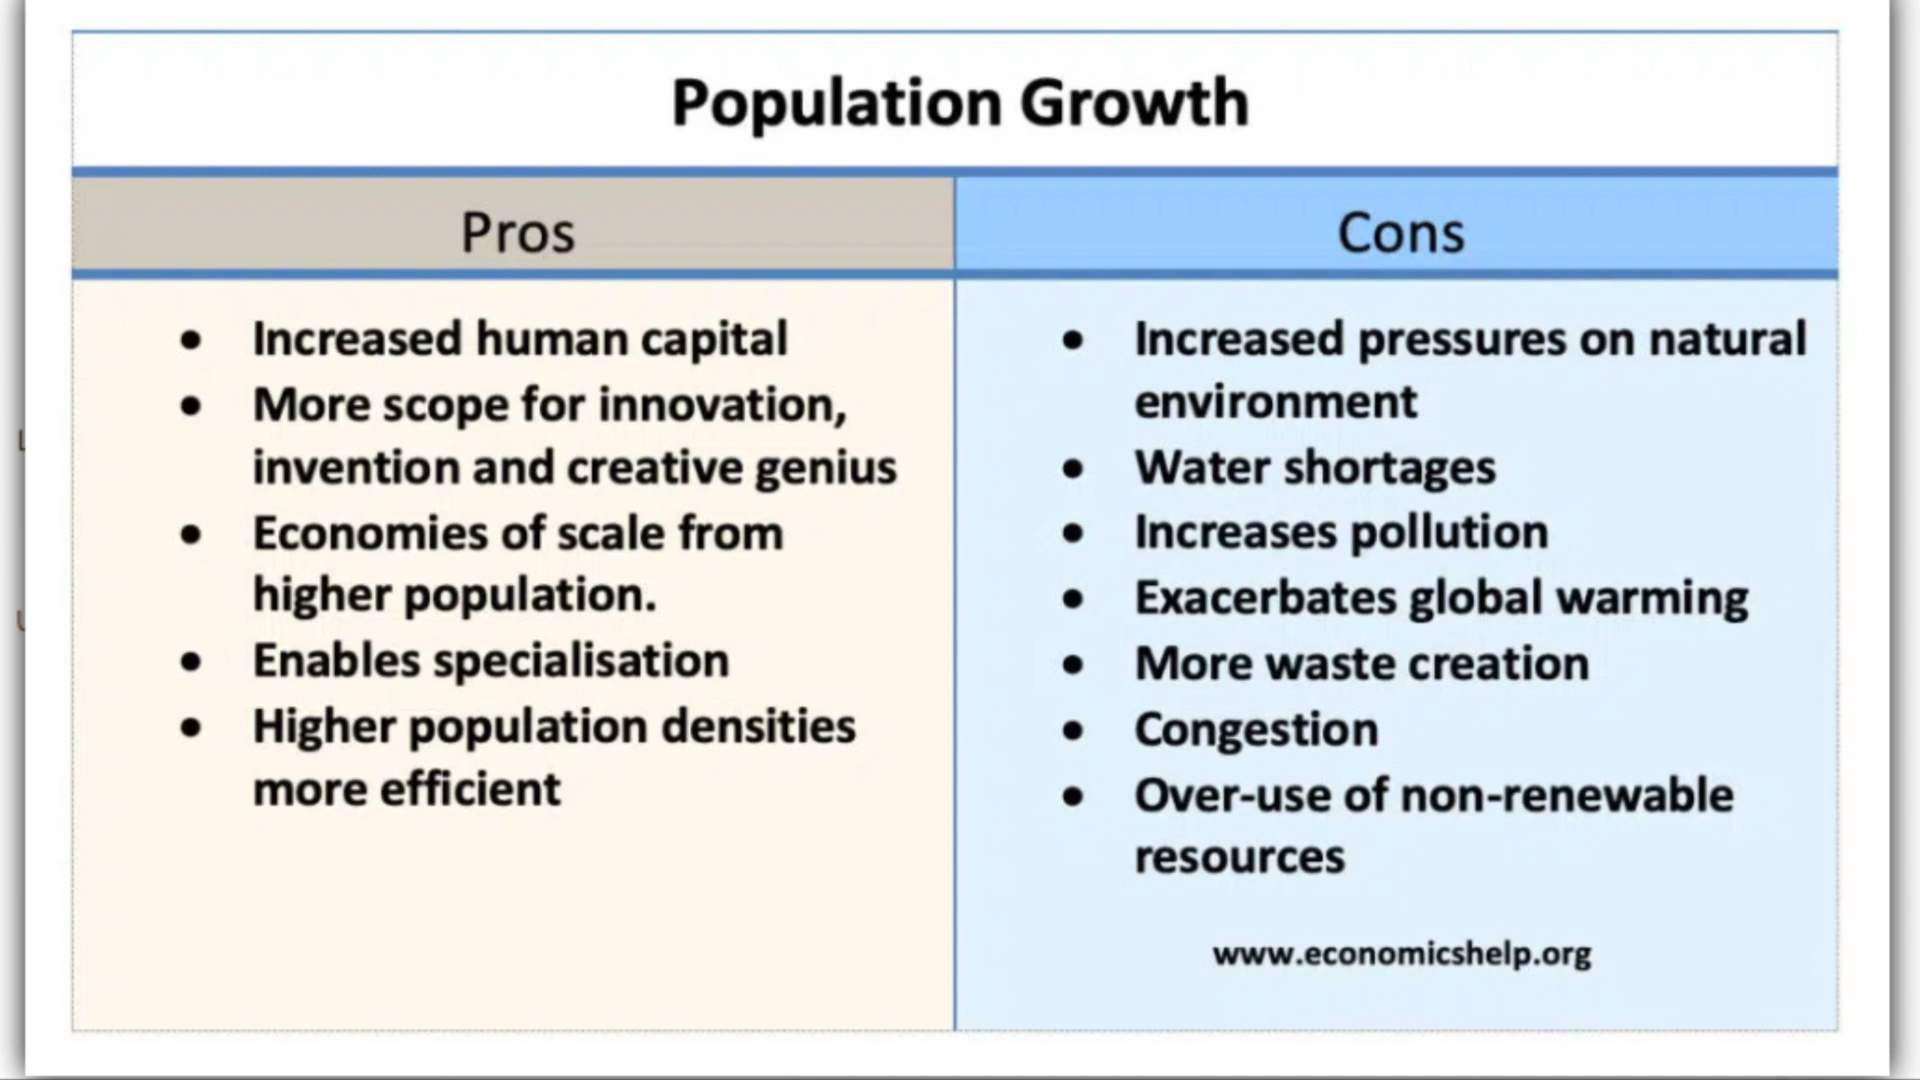 Population Growth
Pros
Cons
• Increased human capital
• More scope for innovation,
invention and creative genius
• Economies of scale from
higher population.
• Enables specialisation
• Higher population densities
more efficient
• Increased pressures on natural
environment
• Water shortages
• Increases pollution
• Exacerbates global warming
• More waste creation
• Congestion
• Over-use of non-renewable
resources
www.economicshelp.org